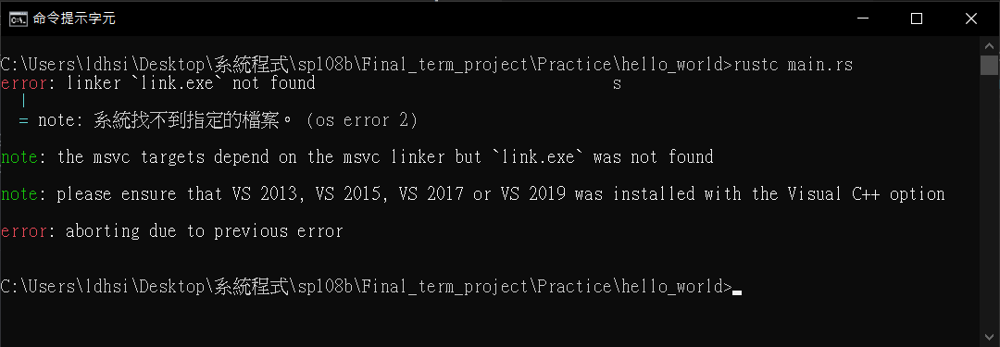 命令提示字元
C:\Users\ldhsi\Desktop\系統程式\sp108b\Final_term_project\Practice\hello_world>rustc main.rs
error: linker `link.exe` not found s
|
= note: 系統找不到指定的檔案。 (os error 2)
note: the msvc targets depend on the msvc linker but `link.exe` was not found
note: please ensure that VS 2013, VS 2015, VS 2017 or VS 2019 was installed with the Visual C++ option
error: aborting due to previous error
C:\Users\ldhsi\Desktop\系統程式\sp108b\Final_term_project\Practice\hello_world>